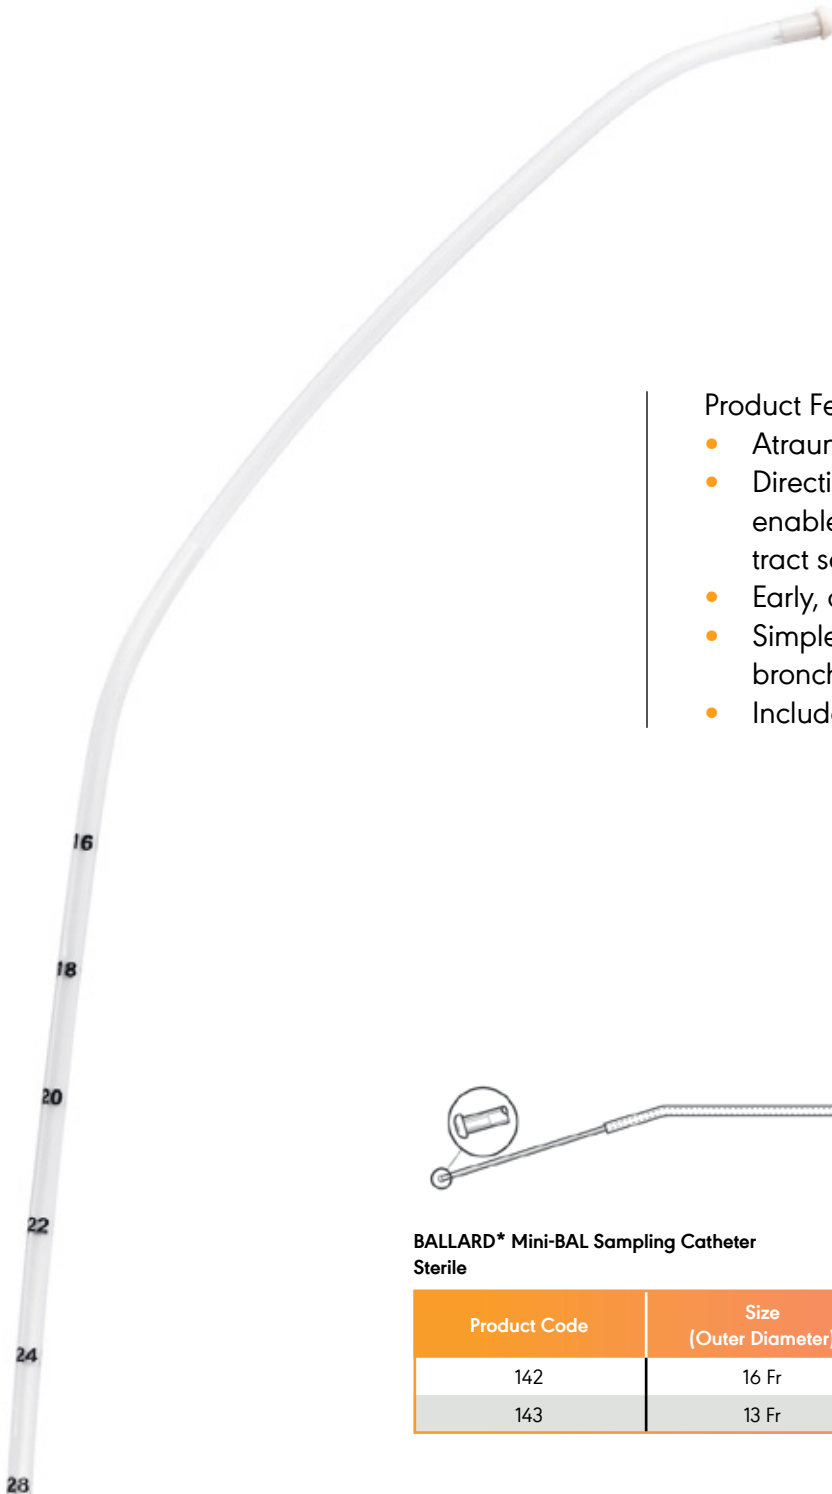 Product Fe
• Atrau
• Directi
enable
tract s
• Early,
• Simple
bronch
• Includ
16
18
20
22
24
28
BALLARD* Mini-BAL Sampling Catheter
Sterile
Product Code
Size
(Outer Diameter)
142 16 Fr
143 13 Fr